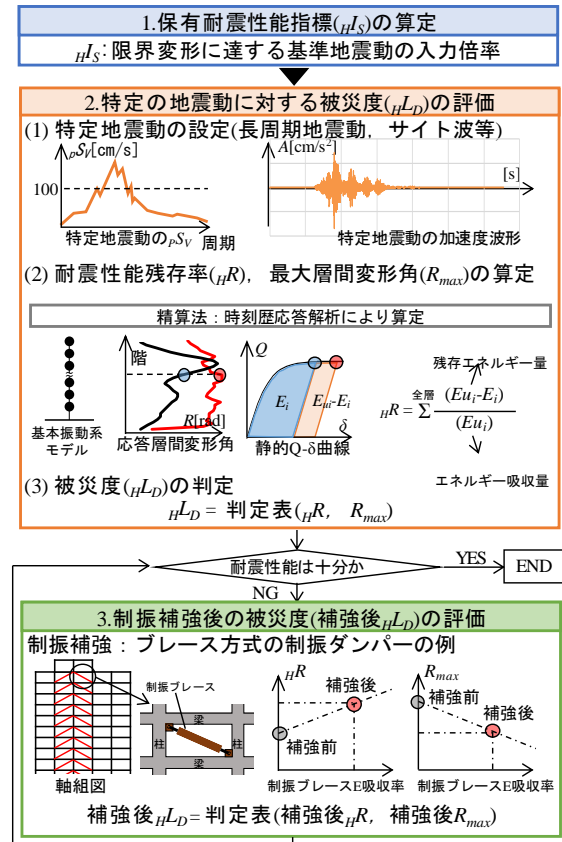 1.保有耐震性能指標(HIS)の算定
HIS:限界変形に達する基準地震動の入力倍率
2.特定の地震動に対する被災度(HLD)の評価
(1) 特定地震動の設定(長周期地震動，サイト波等)
pSV[cm/s]
100
特定地震動のPSV
周期
A[cm/s²]
[s]
特定地震動の加速度波形
(2) 耐震性能残存率(HR)，最大層間変形角(Rmax)の算定
精算法：時刻歴応答解析により算定
基本振動系
モデル
階
R[rad]
応答層間変形角
Q
Ei
Eui-Ei
δ
静的Q-δ曲線
残存エネルギー量
HR = 全層 Σ (Eui-Ei) / (Eui)
エネルギー吸収量
(3) 被災度(HLD)の判定
HLD = 判定表(HR， Rmax)
耐震性能は十分か
YES
END
NG
3.制振補強後の被災度(補強後HLD)の評価
制振補強：ブレース方式の制振ダンパーの例
軸組図
制振ブレース
梁
柱
柱
梁
HR
補強後
補強前
制振ブレースE吸収率
Rmax
補強前
補強後
制振ブレースE吸収率
補強後HLD=判定表(補強後HR，補強後Rmax)